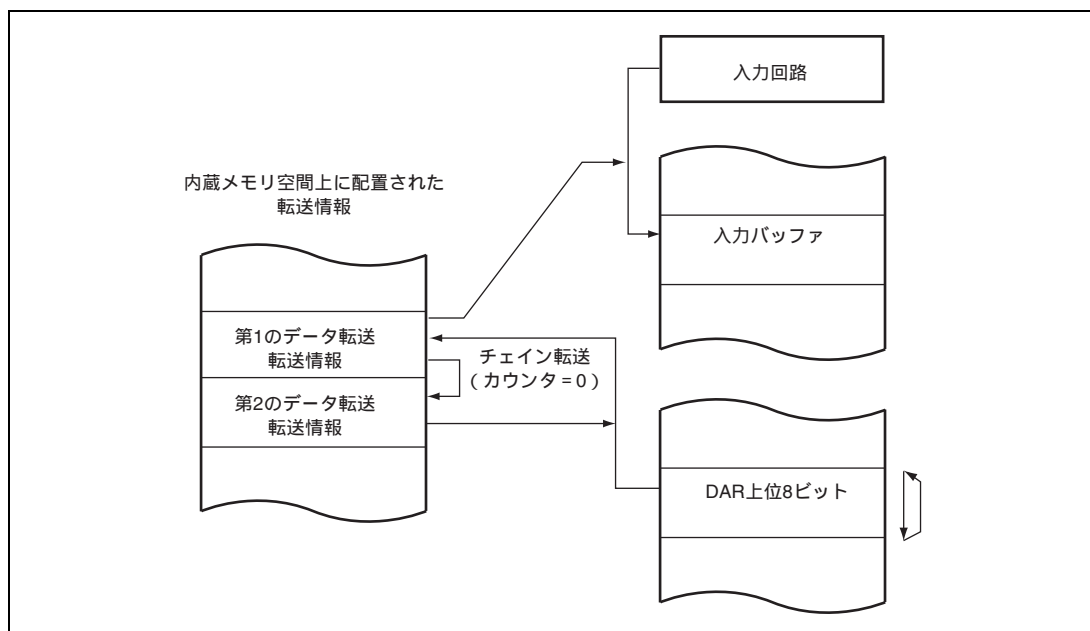 入力回路
内蔵メモリ空間上に配置された
転送情報
入力バッファ
第1のデータ転送
転送情報
チェイン転送
(カウンタ=0)
第2のデータ転送
転送情報
DAR上位8ビット